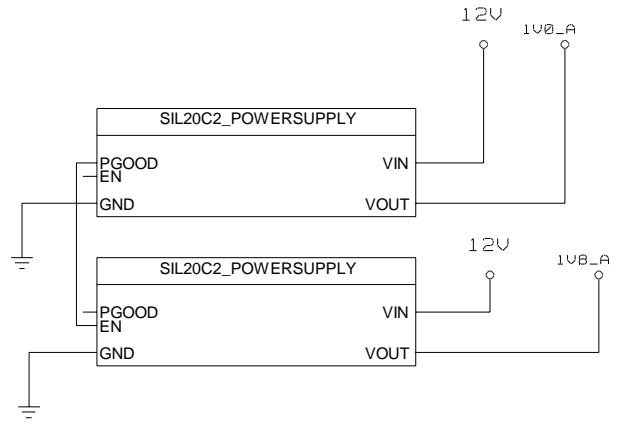 12V
1V0_A
SIL20C2_POWERSUPPLY
PGOOD
VIN
EN
GND
VOUT
12V
1V8_A
SIL20C2_POWERSUPPLY
PGOOD
VIN
EN
GND
VOUT